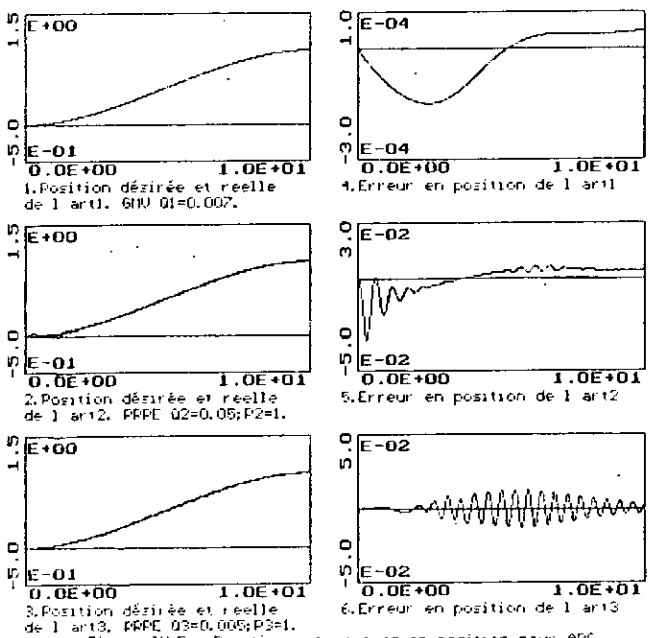 1.5
E+00
-5.0
E-01
0.0E+00 1.0E+01
1.Position désirée et reelle
de l art1. GMV Q1=0.007.
1.0
E-04
-3.0
E-04
0.0E+00 1.0E+01
4.Erreur en position de l art1
1.5
E+00
-5.0
E-01
0.0E+00 1.0E+01
2.Position désirée et reelle
de l art2. PRPE Q2=0.05;P2=1.
3.0
E-02
-5.0
E-02
0.0E+00 1.0E+01
5.Erreur en position de l art2
1.5
E+00
-5.0
E-01
0.0E+00 1.0E+01
3.Position désirée et reelle
de l art3. PRPE Q3=0.005;P3=1.
5.0
E-02
-5.0
E-02
0.0E+00 1.0E+01
6.Erreur en position de l art3
en position pour ADC